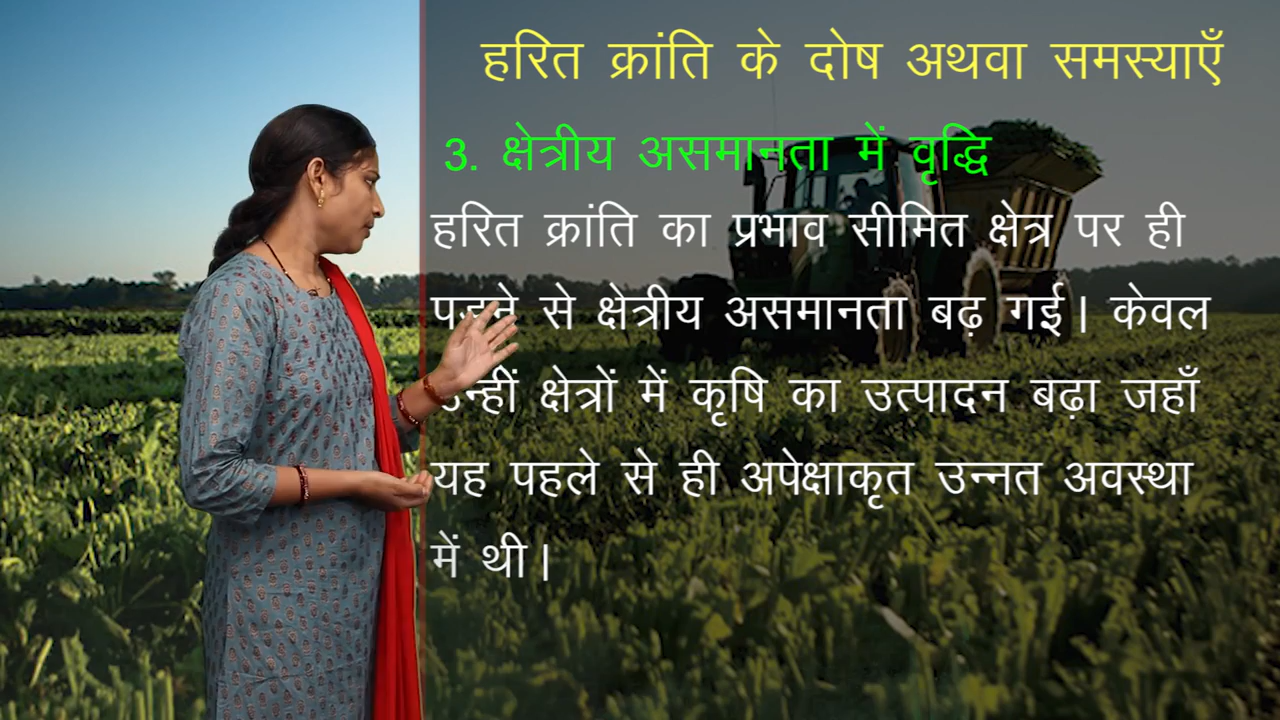 हरित क्रांति के दोष अथवा समस्याएँ
3. क्षेत्रीय असमानता में वृद्धि
हरित क्रांति का प्रभाव सीमित क्षेत्र पर ही
पड़ने से क्षेत्रीय असमानता बढ़ गई। केवल
उन्हीं क्षेत्रों में कृषि का उत्पादन बढ़ा जहाँ
यह पहले से ही अपेक्षाकृत उन्नत अवस्था
में थी।